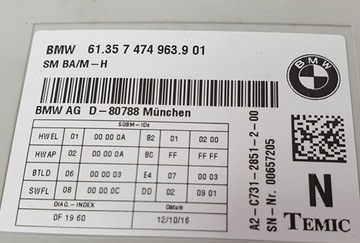 BMW 61.35 7 474 963.9 01
SM BA/M-H
BMW AG D-80788 München
SGBM-IDs
HWEL 01 00 00 0A B2 01 02 00
HWAP 02 00 00 0A BC FF FF FF
BTLD 06 00 00 03 E4 07 00 03
SWFL 08 00 00 0C DD 02 09 01
DIAG.-INDEX
0F 19 60 12/10/16
A2-C731-2851-2-00
SN-Nr. 00657205
BMW
N
TEMIC